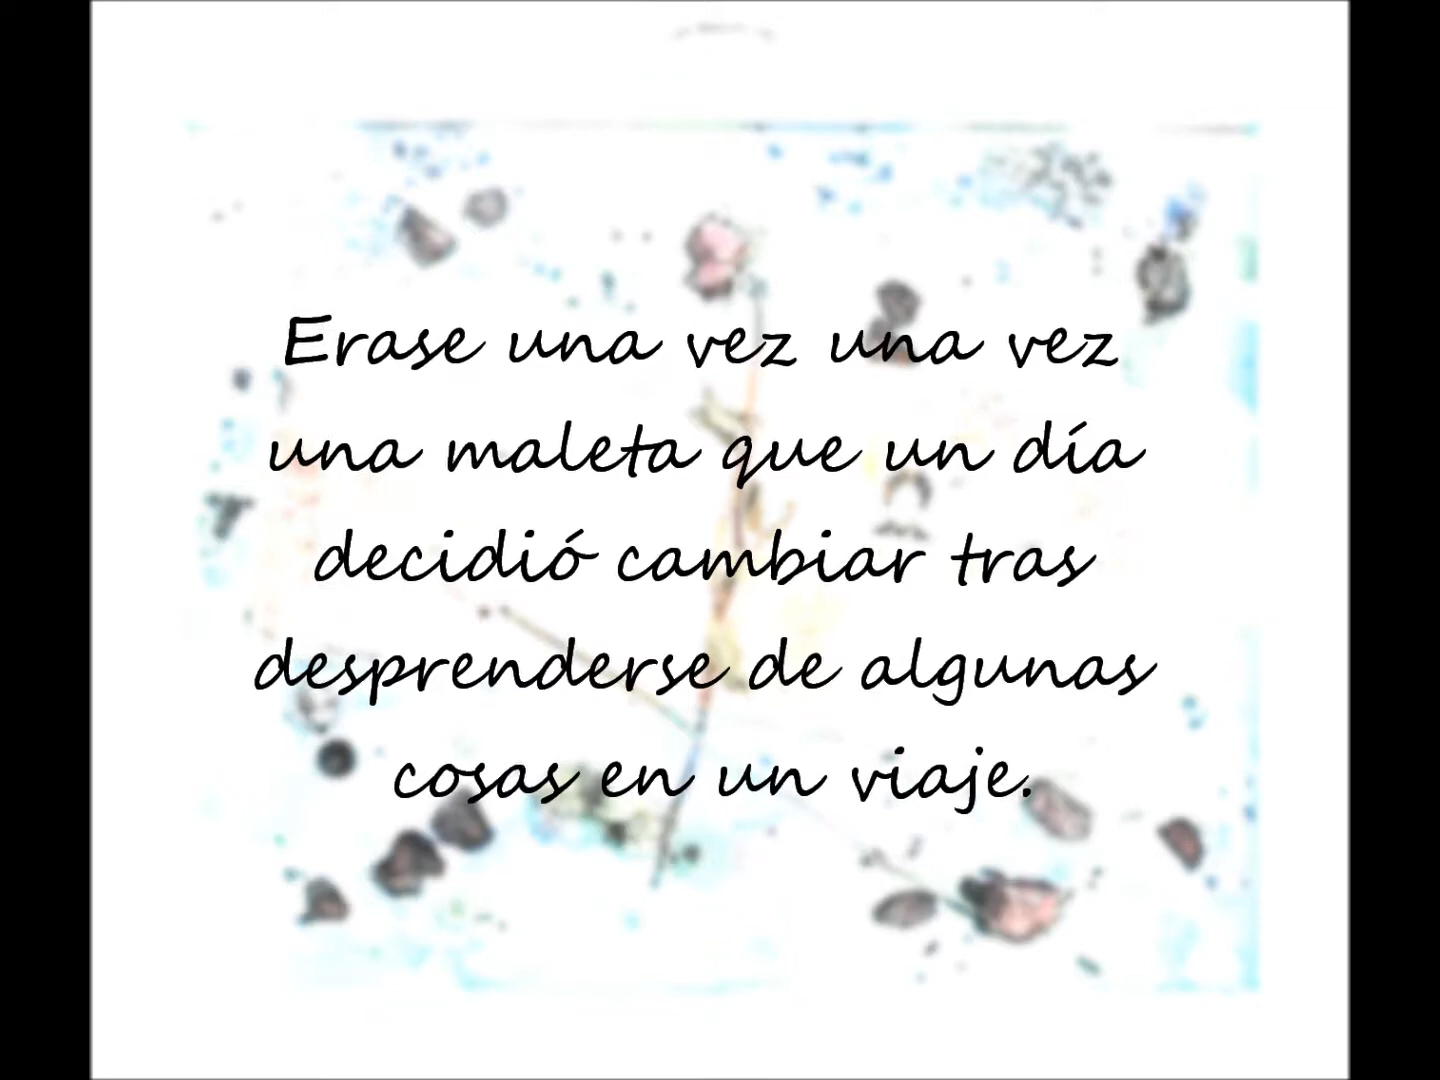 Erase una vez una vez
una maleta que un día
decidió cambiar tras
desprenderse de algunas
cosas en un viaje.